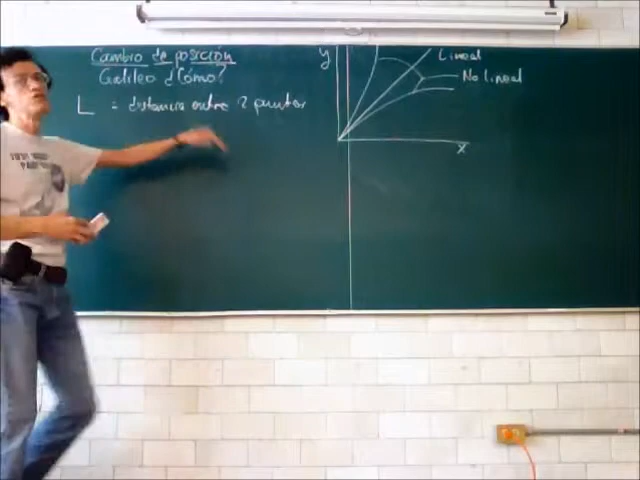 Cambio de posición
Galileo ¿Cómo?
L = distancia entre 2 puntos
y
Lineal
No lineal
x